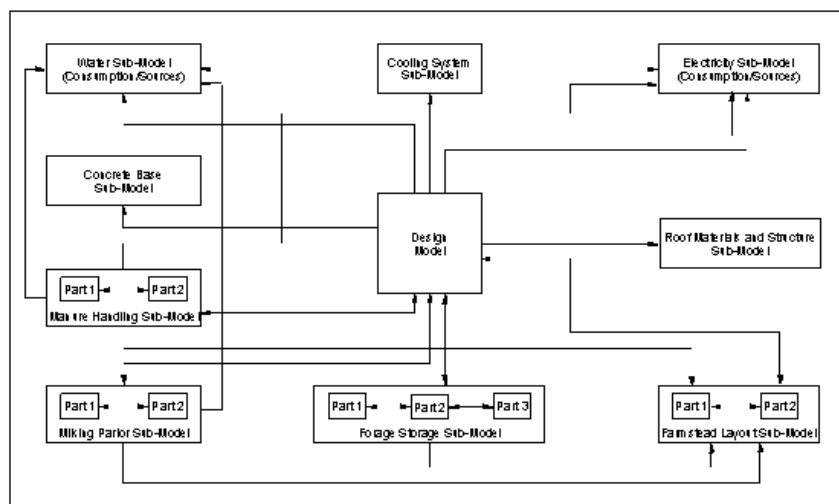 Water Sub-Model
(Consumption/Sources)
Cooling System
Sub-Model
Electricity Sub-Model
(Consumption/Sources)
Concrete Base
Sub-Model
Design
Model
Roof Materials and Structure
Sub-Model
Part1
Part2
Manure Handling Sub-Model
Part1
Part2
Milking Parlor Sub-Model
Part1
Part2
Part3
Forage Storage Sub-Model
Part1
Part2
Farmstead Layout Sub-Model